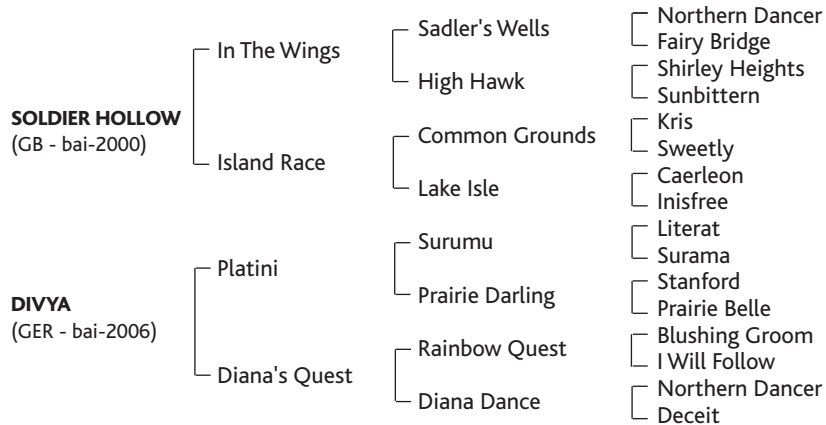 Northern Dancer
Sadler's Wells
Fairy Bridge
In The Wings
Shirley Heights
High Hawk
Sunbittern
SOLDIER HOLLOW
(GB - bai-2000)
Kris
Common Grounds
Sweetly
Island Race
Caerleon
Lake Isle
Inisfree
Literat
Surumu
Surama
Platini
Stanford
Prairie Darling
Prairie Belle
DIVYA
(GER - bai-2006)
Blushing Groom
Rainbow Quest
I Will Follow
Diana's Quest
Northern Dancer
Diana Dance
Deceit